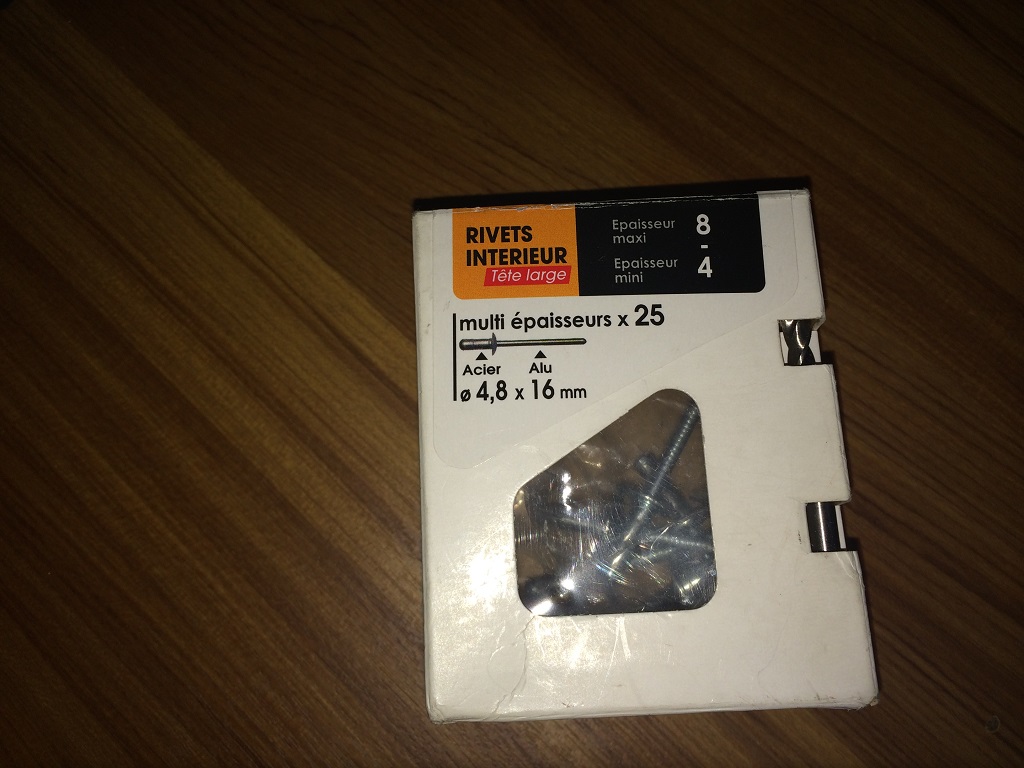 RIVETS
INTERIEUR
Tête large
Epaisseur
maxi 8
-
Epaisseur
mini 4
multi épaisseurs x 25
Acier Alu
ø 4,8 x 16 mm